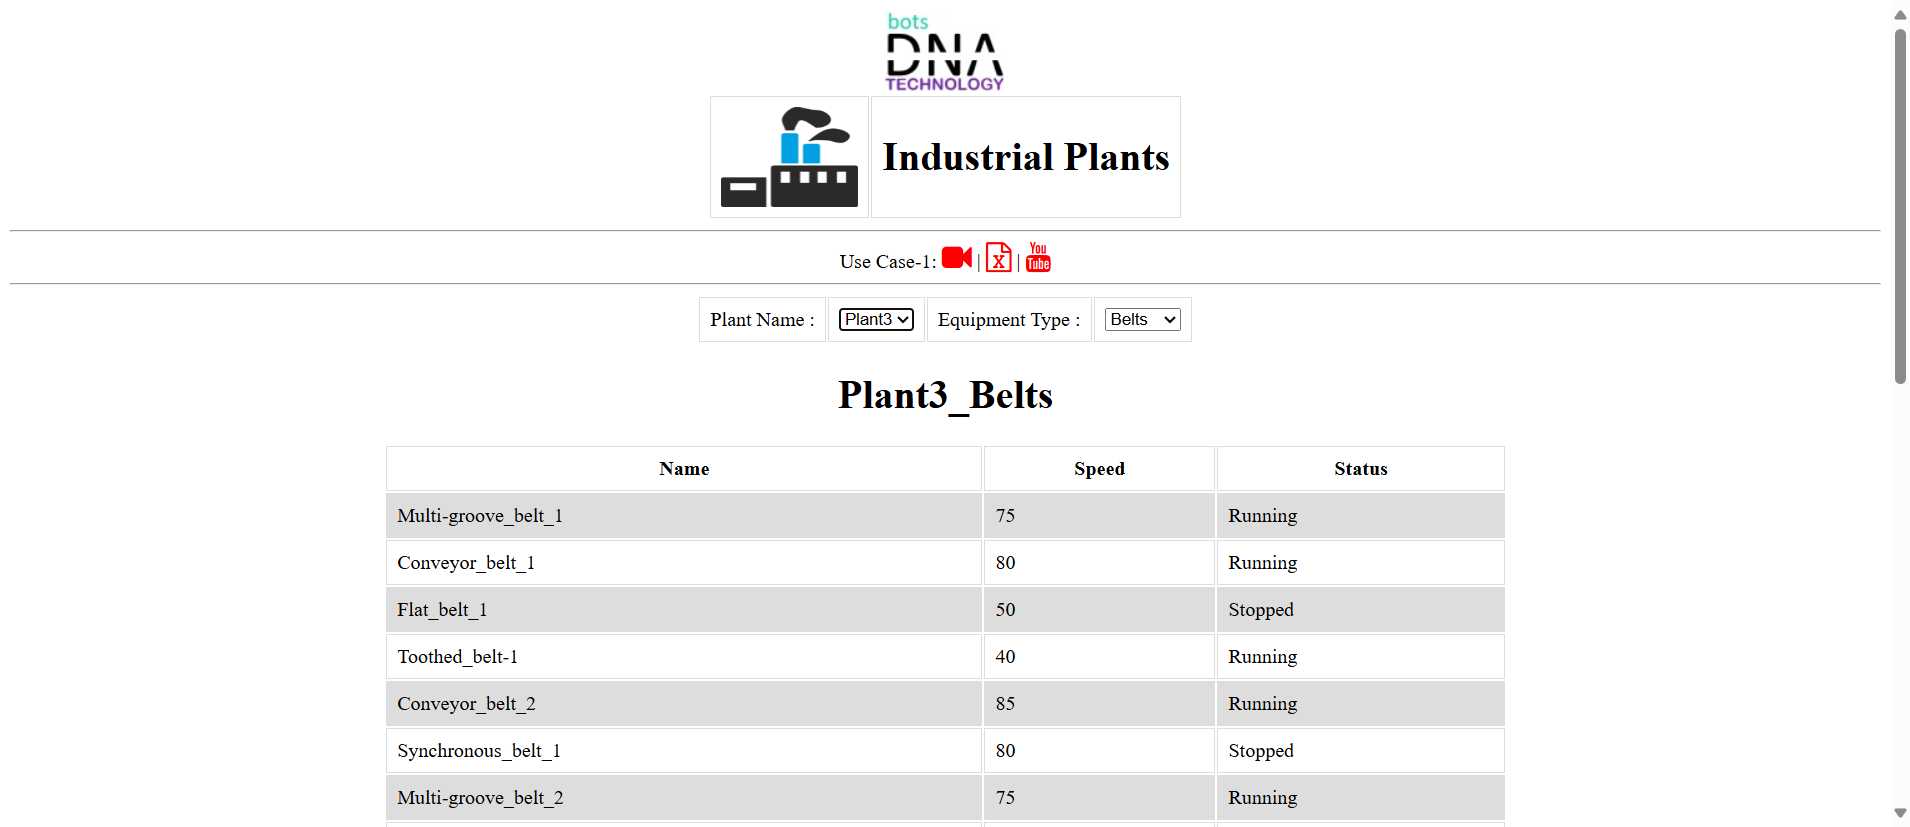 bots
DNA
TECHNOLOGY
Industrial Plants
Use Case-1: | X | You Tube
Plant Name : Plant3 Equipment Type : Belts
Plant3_Belts
Name Speed Status
Multi-groove_belt_1 75 Running
Conveyor_belt_1 80 Running
Flat_belt_1 50 Stopped
Toothed_belt-1 40 Running
Conveyor_belt_2 85 Running
Synchronous_belt_1 80 Stopped
Multi-groove_belt_2 75 Running